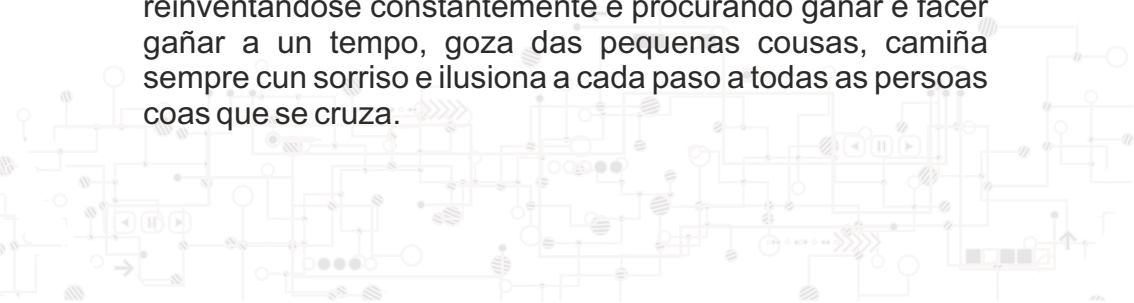 reinventándose constantemente e procurando gañar e facer
gañar a un tempo, goza das pequenas cousas, camiña
sempre cun sorriso e ilusiona a cada paso a todas as persoas
coas que se cruza.